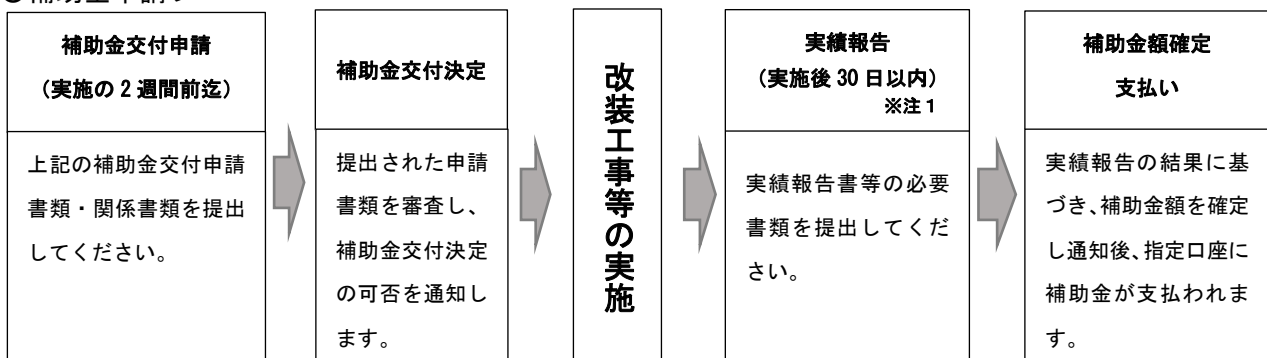 補助金交付申請
(実施の2週間前迄)
上記の補助金交付申請
書類・関係書類を提出
してください。
補助金交付決定
提出された申請
書類を審査し、
補助金交付決定
の可否を通知し
ます。
改装工事等の実施
実績報告
(実施後30日以内)
※注1
実績報告書等の必要
書類を提出してくだ
さい。
補助金額確定
支払い
実績報告の結果に基
づき、補助金額を確定
し通知後、指定口座に
補助金が支払われま
す。